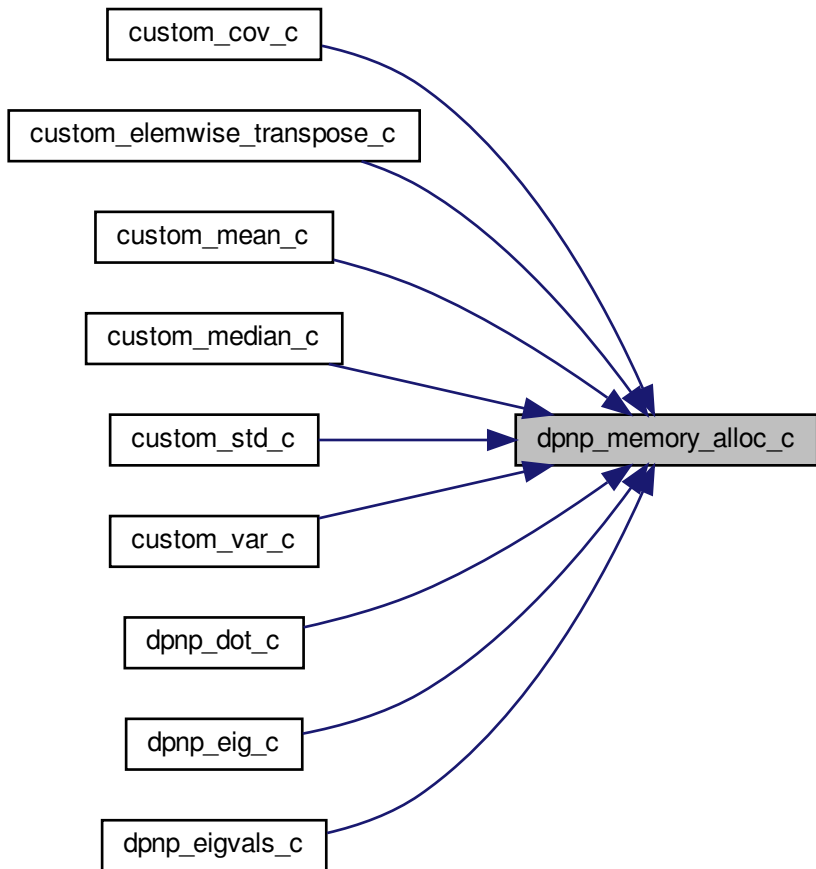 custom_cov_c
custom_elemwise_transpose_c
custom_mean_c
custom_median_c
custom_std_c
dpnp_memory_alloc_c
custom_var_c
dpnp_dot_c
dpnp_eig_c
dpnp_eigvals_c